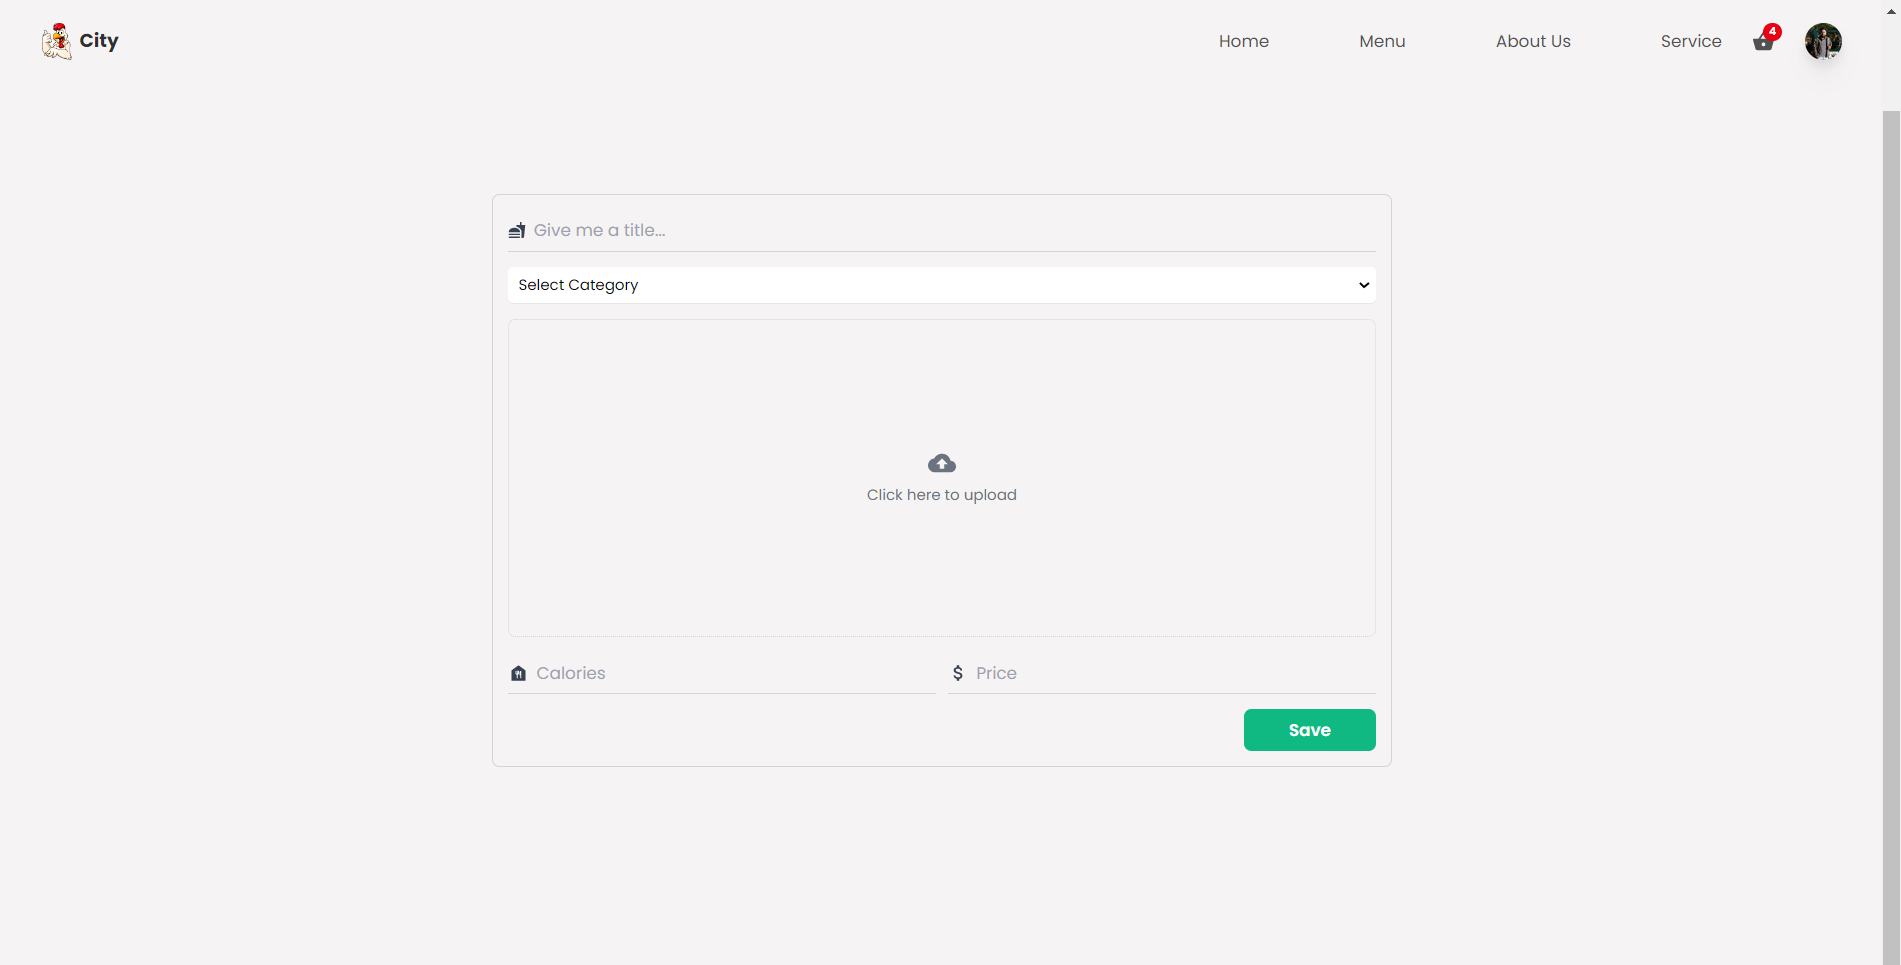 City
Home
Menu
About Us
Service
4
Give me a title...
Select Category
Click here to upload
Calories
$ Price
Save